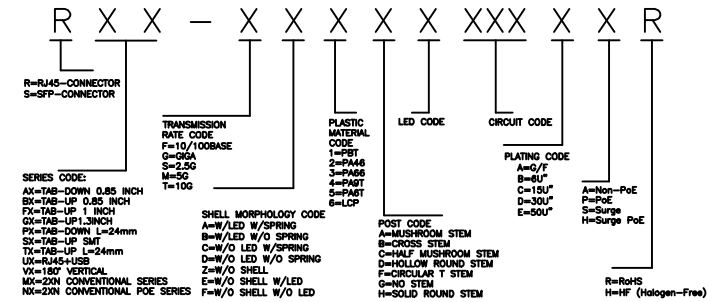 R X X - X X X X X XXX X X R
R=RJ45-CONNECTOR
S=SFP-CONNECTOR
SERIES CODE:
AX=TAB-DOWN 0.85 INCH
BX=TAB-UP 0.85 INCH
FX=TAB-UP 1 INCH
GX=TAB-UP1.3INCH
PX=TAB-DOWN L=24mm
SX=TAB-UP SMT
TX=TAB-UP L=24mm
UX=RJ45+USB
VX=180° VERTICAL
MX=2XN CONVENTIONAL SERIES
NX=2XN CONVENTIONAL POE SERIES
TRANSMISSION
RATE CODE
F=10/100BASE
G=GIGA
S=2.5G
M=5G
T=10G
SHELL MORPHOLOGY CODE
A=W/LED W/SPRING
B=W/LED W/O SPRING
C=W/O LED W/SPRING
D=W/O LED W/O SPRING
Z=W/O SHELL
E=W/O SHELL W/LED
F=W/O SHELL W/O LED
PLASTIC
MATERIAL
CODE
1=PBT
2=PA46
3=PA66
4=PA9T
5=PA6T
6=LCP
POST CODE
A=MUSHROOM STEM
B=CROSS STEM
C=HALF MUSHROOM STEM
D=HOLLOW ROUND STEM
F=CIRCULAR T STEM
G=NO STEM
H=SOLID ROUND STEM
LED CODE
CIRCUIT CODE
PLATING CODE
A=G/F
B=6U"
C=15U"
D=30U"
E=50U"
A=Non-PoE
P=PoE
S=Surge
H=Surge PoE
R=RoHS
H=HF (Halogen-Free)